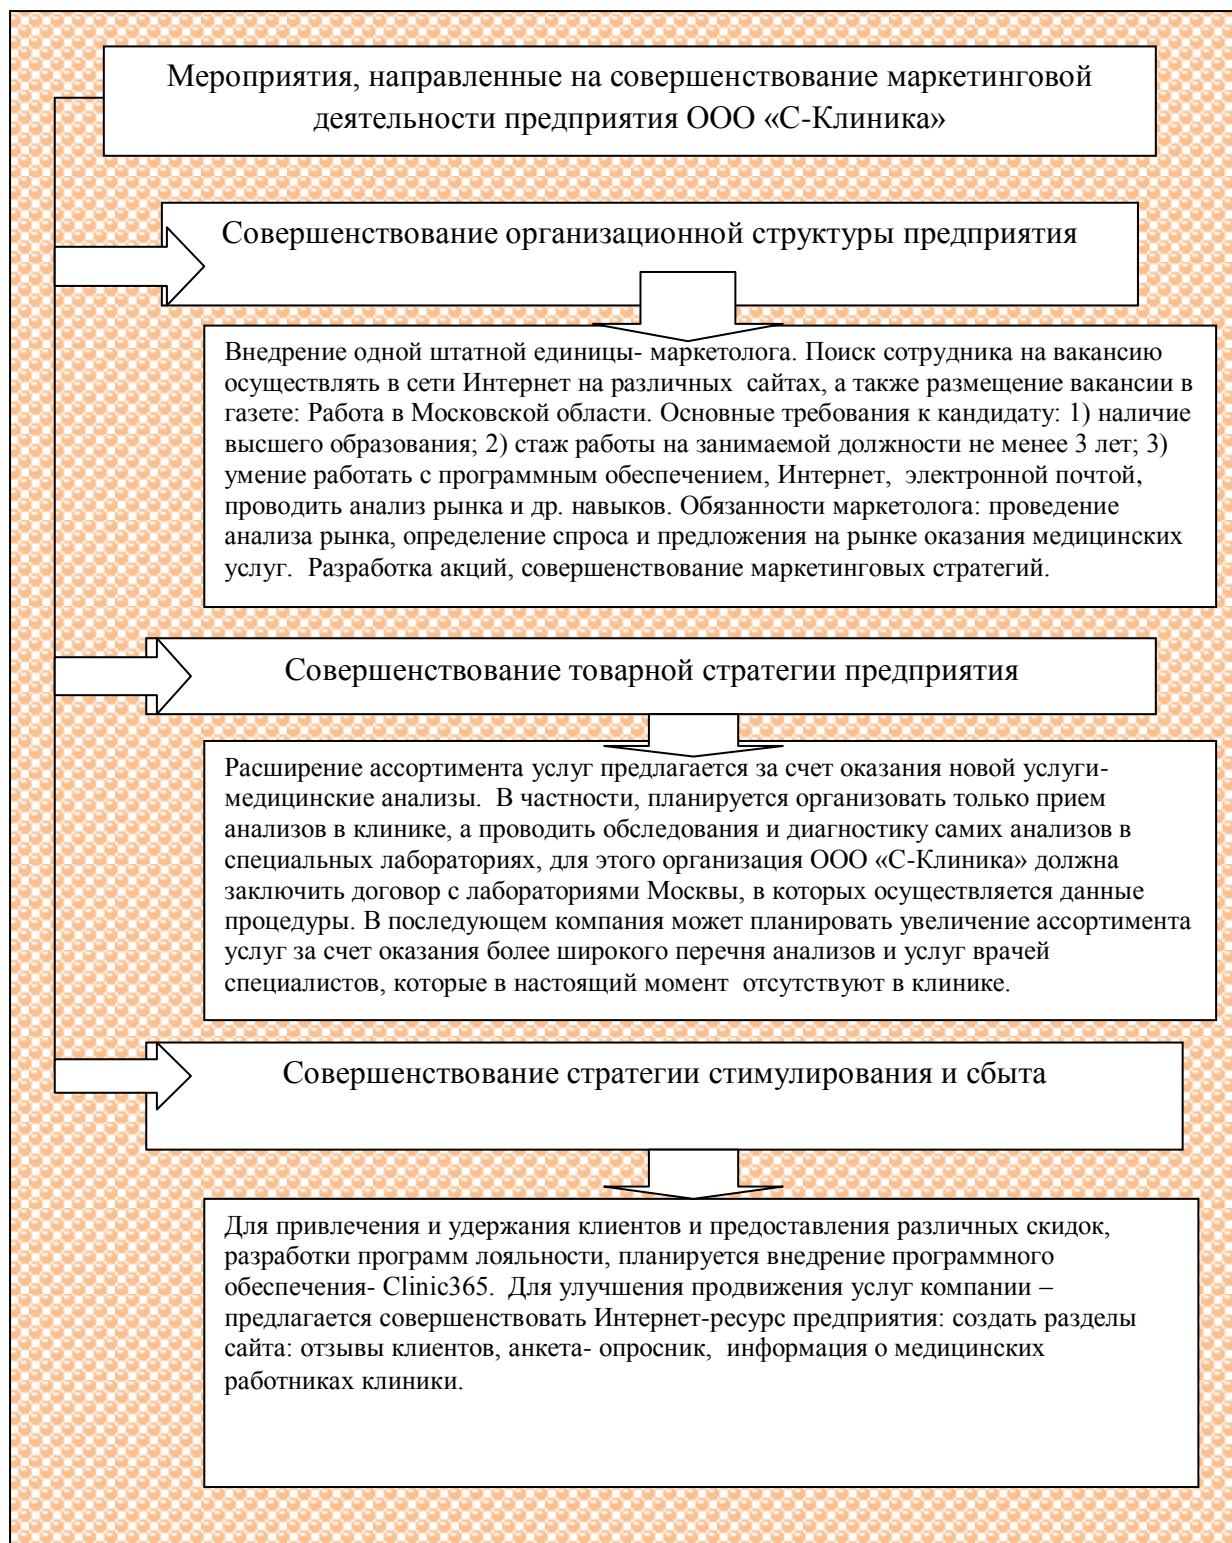 Мероприятия, направленные на совершенствование маркетинговой
деятельности предприятия ООО «С-Клиника»
Совершенствование организационной структуры предприятия
Внедрение одной штатной единицы- маркетолога. Поиск сотрудника на вакансию
осуществлять в сети Интернет на различных сайтах, а также размещение вакансии в
газете: Работа в Московской области. Основные требования к кандидату: 1) наличие
высшего образования; 2) стаж работы на занимаемой должности не менее 3 лет; 3)
умение работать с программным обеспечением, Интернет, электронной почтой,
проводить анализ рынка и др. навыков. Обязанности маркетолога: проведение
анализа рынка, определение спроса и предложения на рынке оказания медицинских
услуг. Разработка акций, совершенствование маркетинговых стратегий.
Совершенствование товарной стратегии предприятия
Расширение ассортимента услуг предлагается за счет оказания новой услуги-
медицинские анализы. В частности, планируется организовать только прием
анализов в клинике, а проводить обследования и диагностику самих анализов в
специальных лабораториях, для этого организация ООО «С-Клиника» должна
заключить договор с лабораториями Москвы, в которых осуществляется данные
процедуры. В последующем компания может планировать увеличение ассортимента
услуг за счет оказания более широкого перечня анализов и услуг врачей
специалистов, которые в настоящий момент отсутствуют в клинике.
Совершенствование стратегии стимулирования и сбыта
Для привлечения и удержания клиентов и предоставления различных скидок,
разработки программ лояльности, планируется внедрение программного
обеспечения- Clinic365. Для улучшения продвижения услуг компании –
предлагается совершенствовать Интернет-ресурс предприятия: создать разделы
сайта: отзывы клиентов, анкета- опросник, информация о медицинских
работниках клиники.